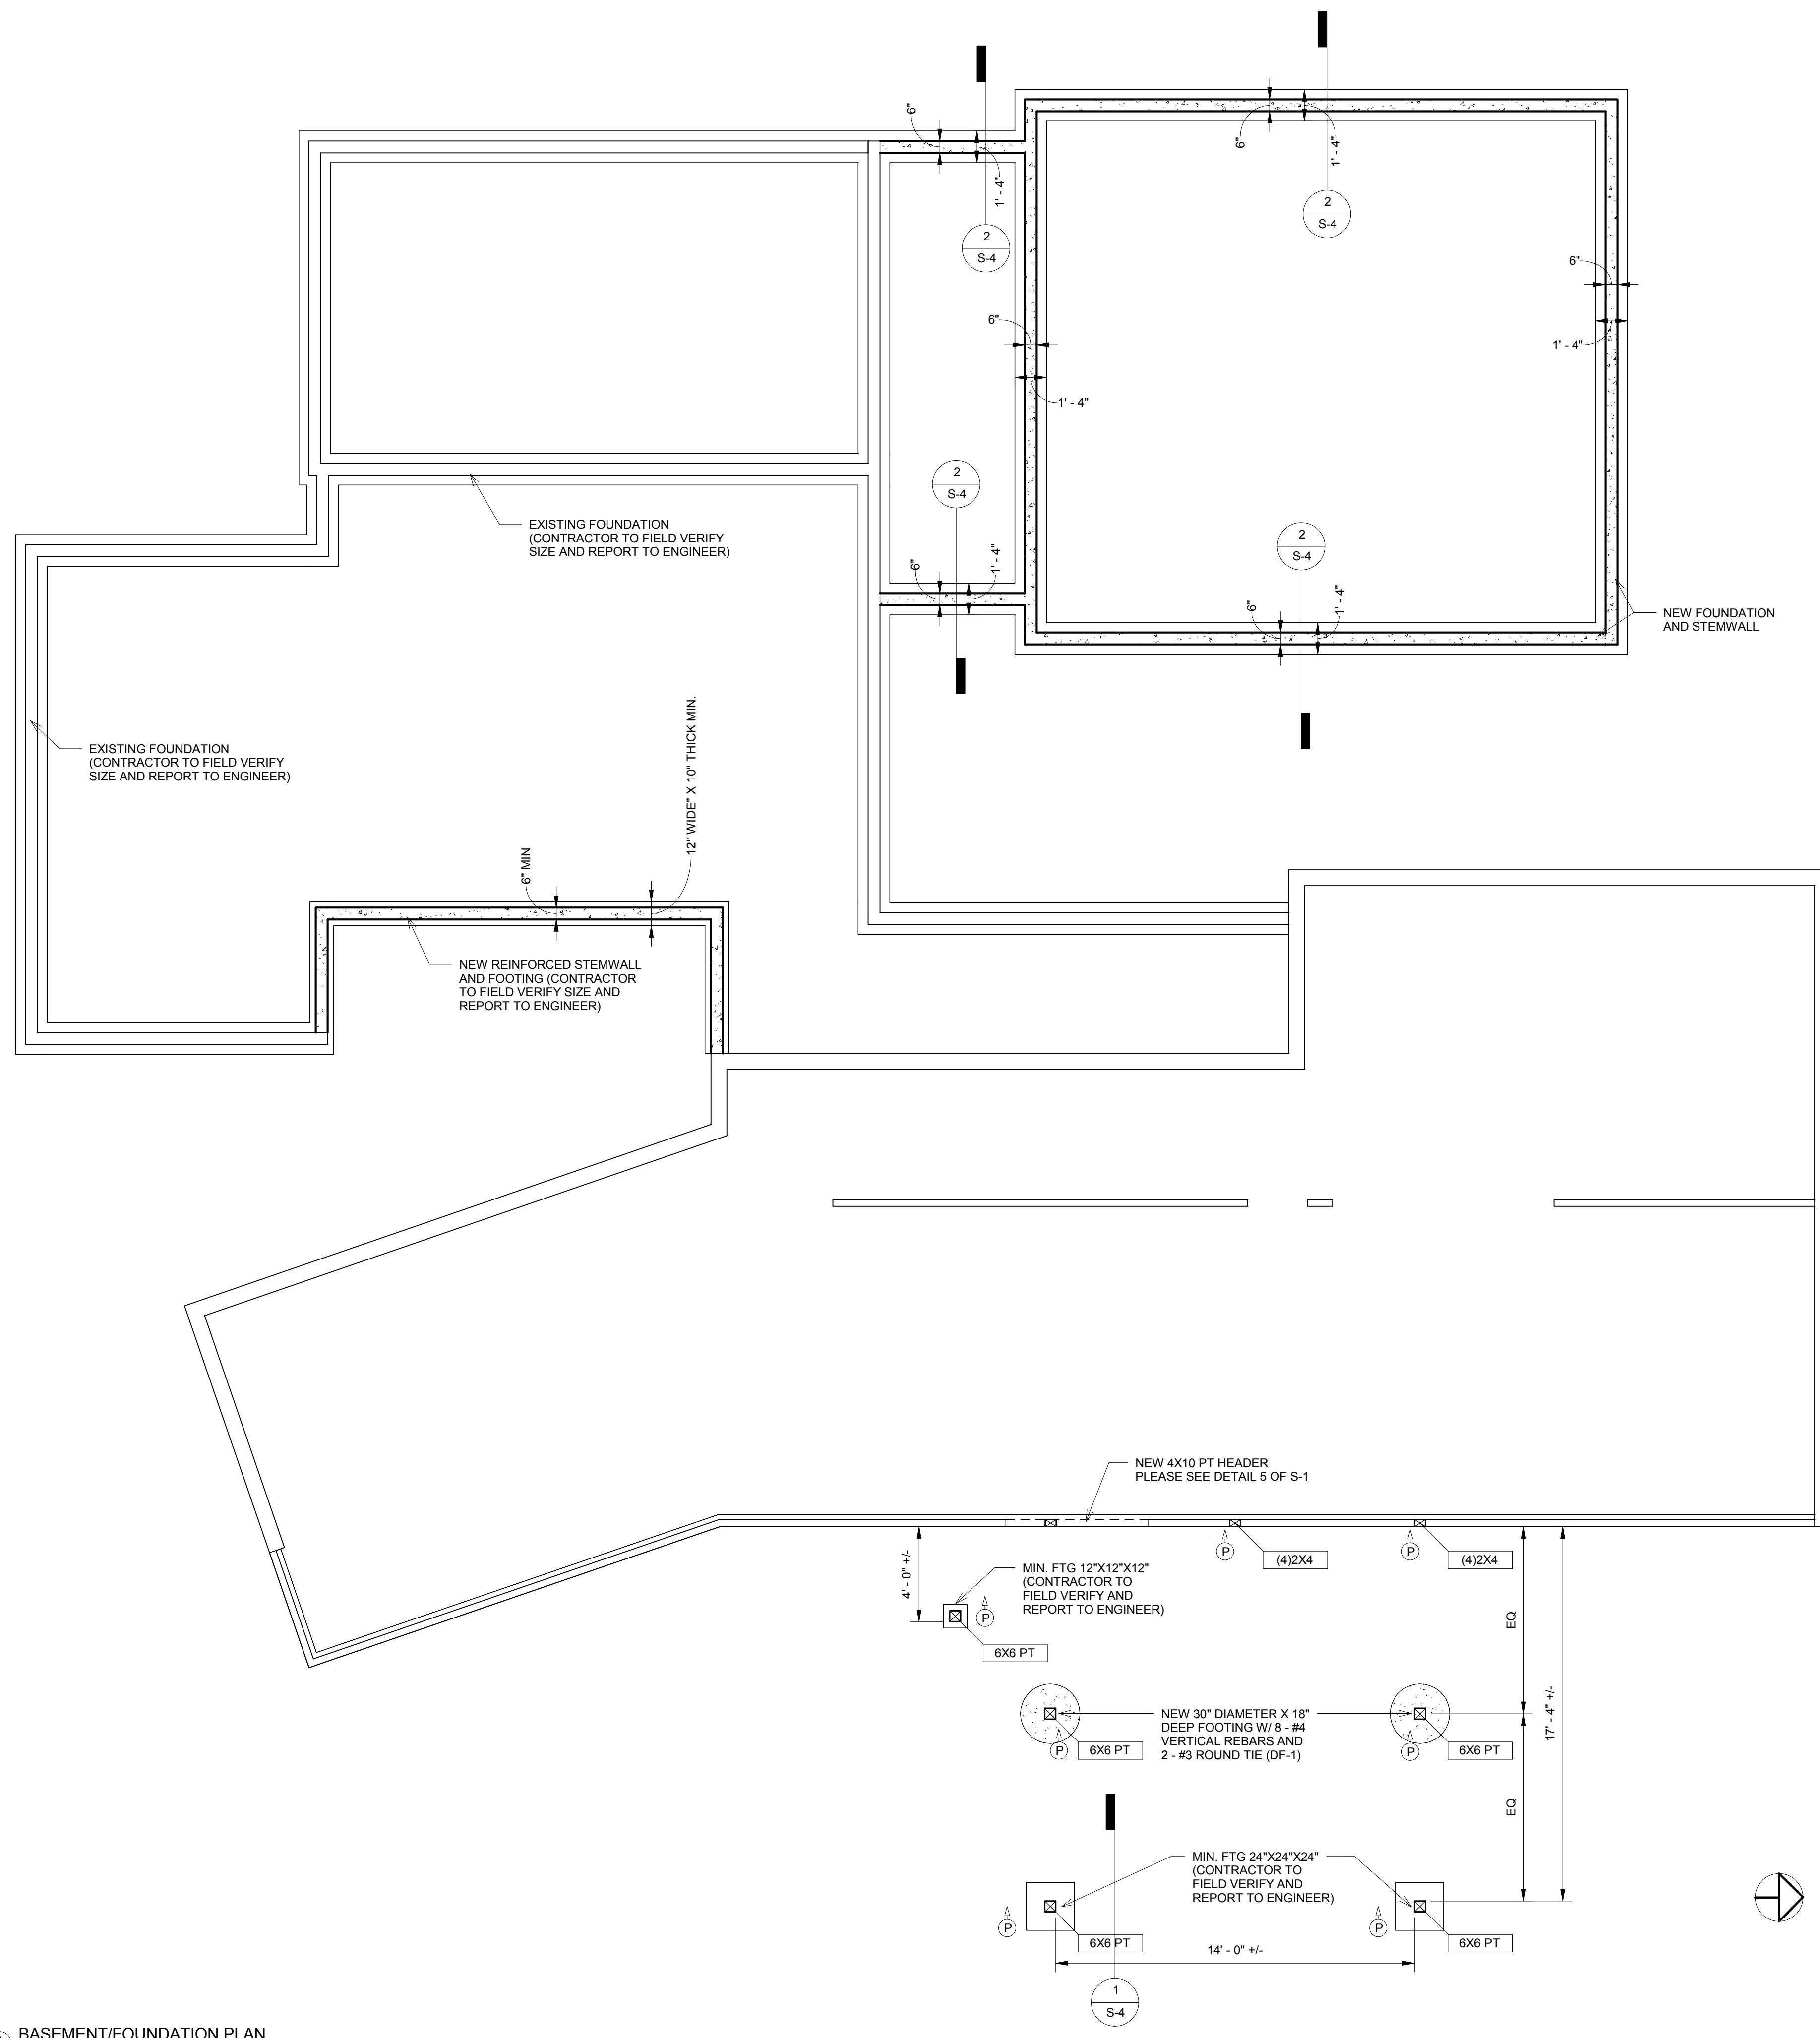 6"
6"
1' - 4"
1' - 4"
2
S-4
2
S-4
6"
6"
1' - 4"
1' - 4"
2
S-4
EXISTING FOUNDATION
(CONTRACTOR TO FIELD VERIFY
SIZE AND REPORT TO ENGINEER)
2
S-4
6"
1' - 4"
6"
1' - 4"
NEW FOUNDATION
AND STEMWALL
EXISTING FOUNDATION
(CONTRACTOR TO FIELD VERIFY
SIZE AND REPORT TO ENGINEER)
12" WIDE" X 10" THICK MIN.
6" MIN
NEW REINFORCED STEMWALL
AND FOOTING (CONTRACTOR
TO FIELD VERIFY SIZE AND
REPORT TO ENGINEER)
NEW 4X10 PT HEADER
PLEASE SEE DETAIL 5 OF S-1
P
(4)2X4
P
(4)2X4
4' - 0" +/-
MIN. FTG 12"X12"X12"
(CONTRACTOR TO
FIELD VERIFY AND
REPORT TO ENGINEER)
P
6X6 PT
EQ
17' - 4" +/-
NEW 30" DIAMETER X 18"
DEEP FOOTING W/ 8 - #4
VERTICAL REBARS AND
2 - #3 ROUND TIE (DF-1)
P
6X6 PT
P
6X6 PT
EQ
MIN. FTG 24"X24"X24"
(CONTRACTOR TO
FIELD VERIFY AND
REPORT TO ENGINEER)
P
6X6 PT
P
6X6 PT
14' - 0" +/-
1
S-4
BASEMENT/FOUNDATION PLAN